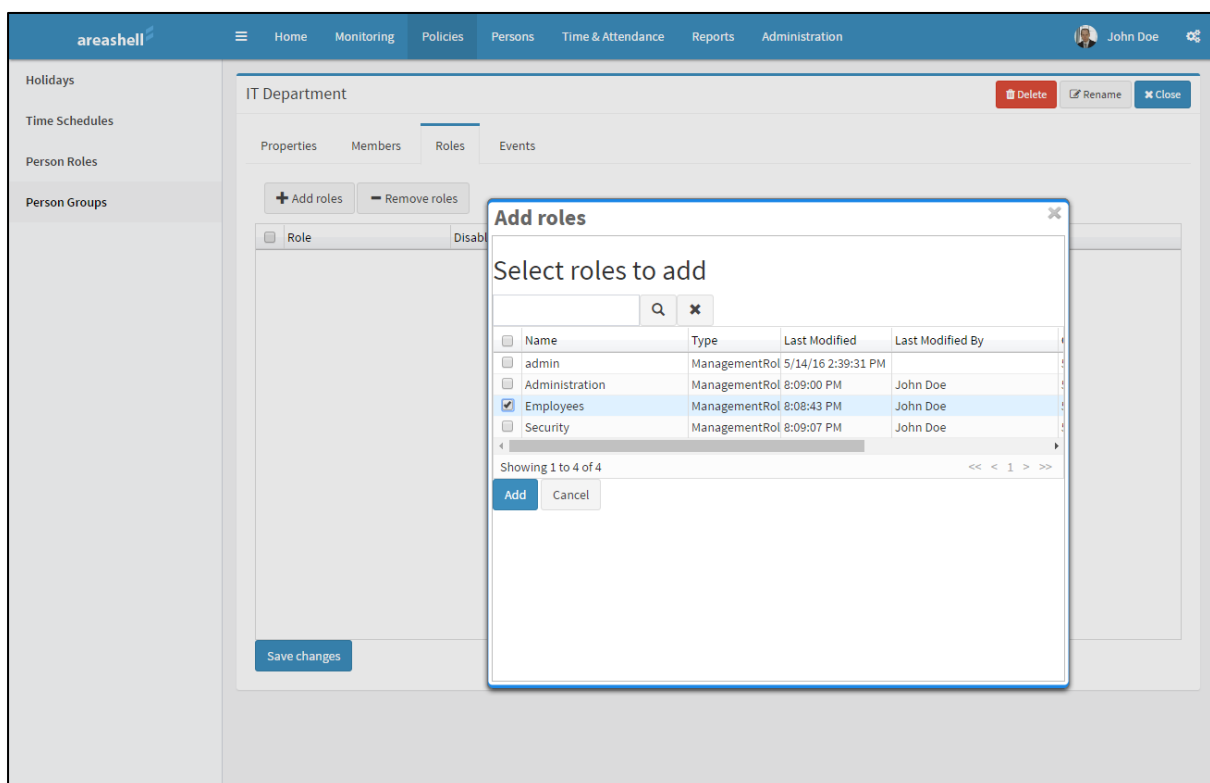 areashell Home Monitoring Policies Persons Time & Attendance Reports Administration John Doe
Holidays
Time Schedules
Person Roles
Person Groups
IT Department Delete Rename Close
Properties Members Roles Events
Add roles Remove roles
Role Disabl
Add roles
Select roles to add
Name Type Last Modified Last Modified By
admin ManagementRol 5/14/16 2:39:31 PM
Administration ManagementRol 8:09:00 PM John Doe
Employees ManagementRol 8:08:43 PM John Doe
Security ManagementRol 8:09:07 PM John Doe
Showing 1 to 4 of 4 << < 1 > >>
Add Cancel
Save changes